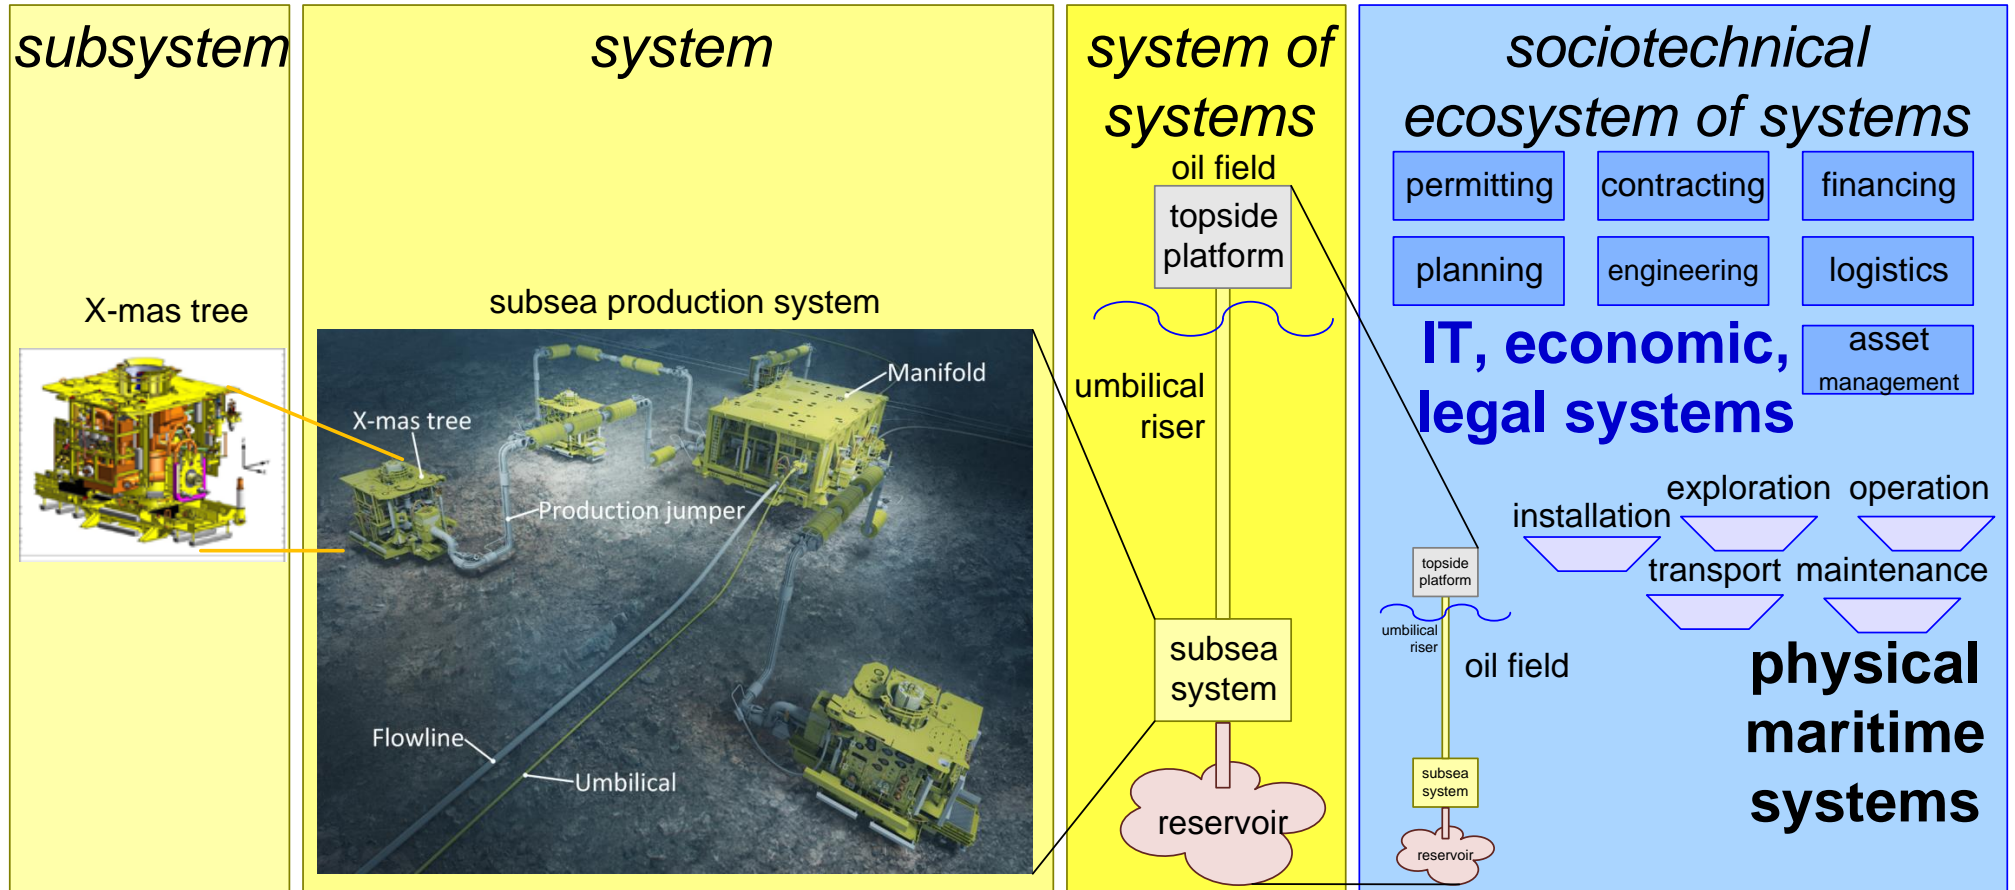 subsystem
X-mas tree
system
subsea production system
Manifold
X-mas tree
Production jumper
Flowline
Umbilical
system of
systems
oil field
topside
platform
umbilical
riser
subsea
system
reservoir
sociotechnical
ecosystem of systems
permitting
contracting
financing
planning
engineering
logistics
IT, economic,
legal systems
asset
management
exploration
operation
installation
transport
maintenance
topside
platform
umbilical
riser
oil field
subsea
system
reservoir
physical
maritime
systems